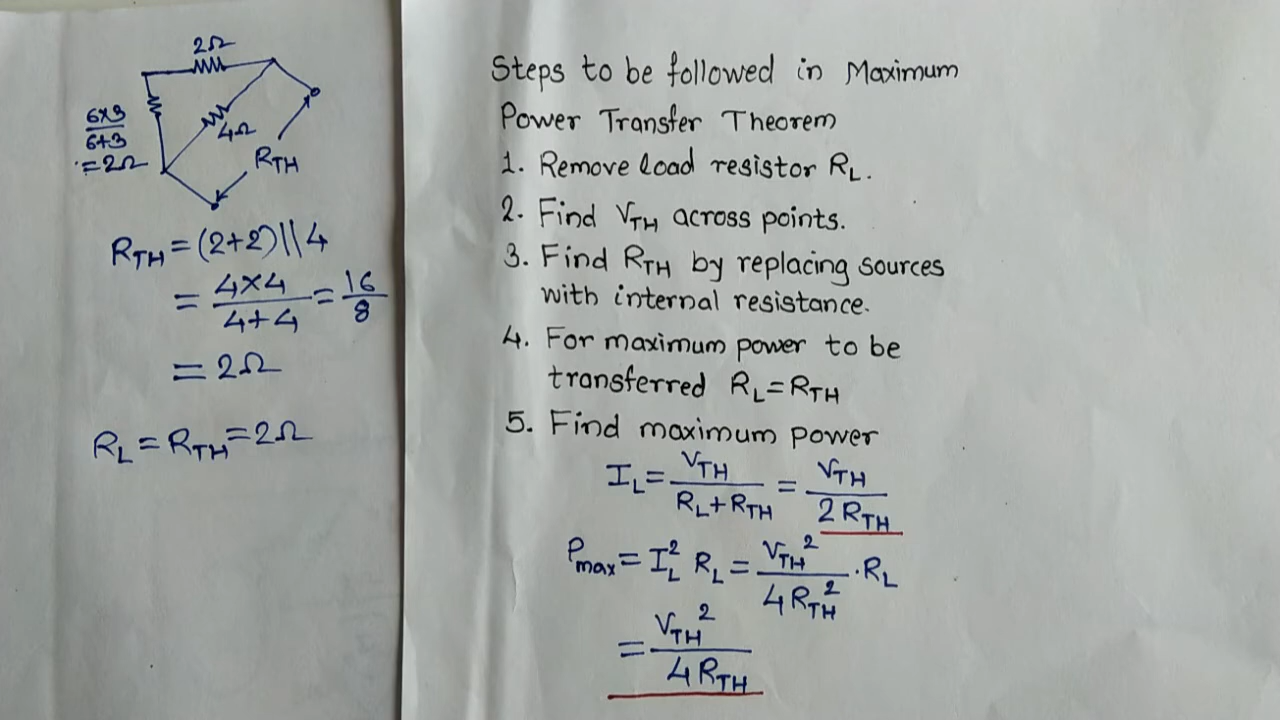 2Ω
6x3
6+3
=2Ω
4Ω
RTH
RTH = (2+2)||4
= 4×4 / 4+4 = 16 / 8
= 2Ω
RL = RTH = 2Ω
Steps to be followed in Maximum
Power Transfer Theorem
1. Remove load resistor RL.
2. Find VTH across points.
3. Find RTH by replacing sources
with internal resistance.
4. For maximum power to be
transferred RL=RTH
5. Find maximum power
IL = VTH / RL+RTH = VTH / 2RTH
Pmax = IL² RL = VTH² / 4RTH² .RL
= VTH² / 4RTH